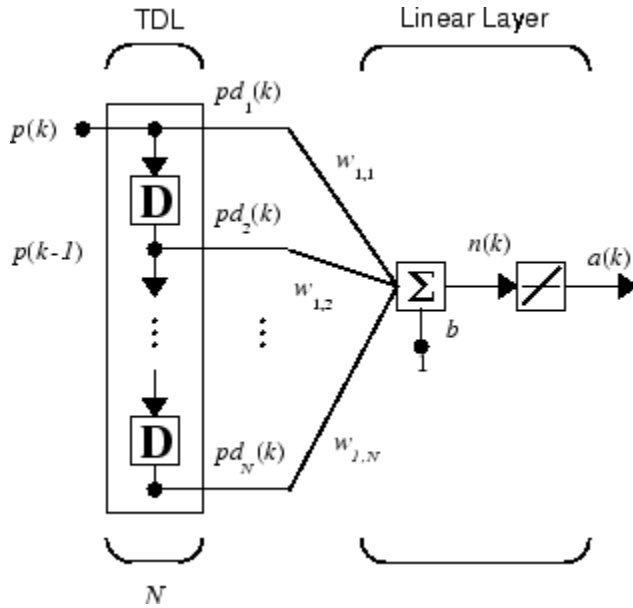 TDL
Linear Layer
pd1(k)
p(k)
w1,1
D
pd2(k)
p(k-1)
n(k)
a(k)
Σ
w1,2
b
1
D
pdN(k)
w1,N
N